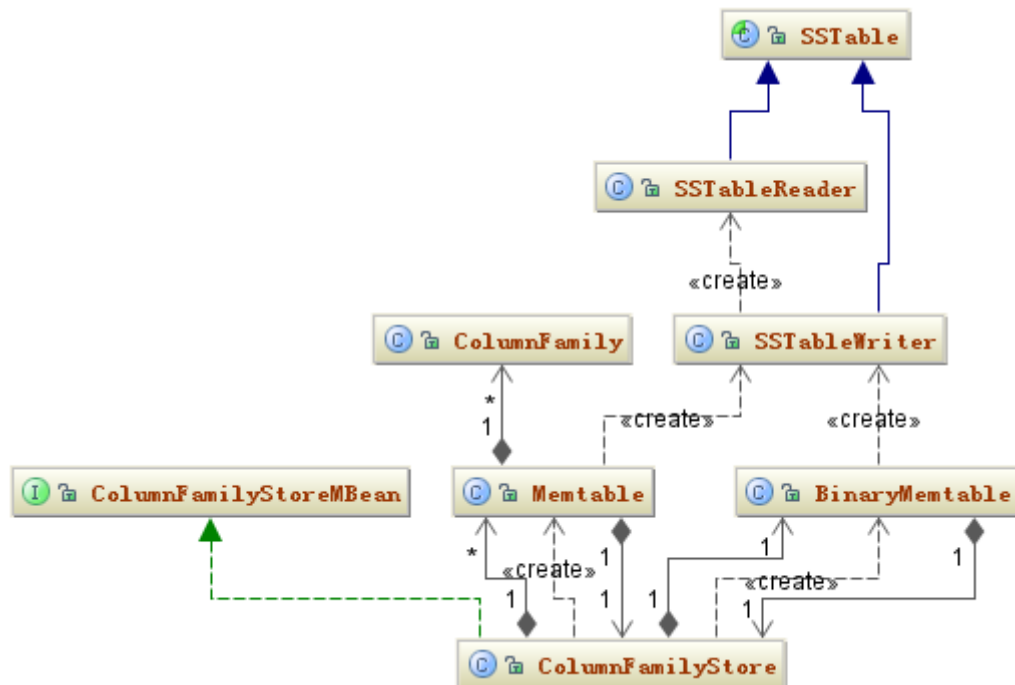 SSTable
SSTableReader
«create»
ColumnFamily
SSTableWriter
*
1
«create»
«create»
ColumnFamilyStoreMBean
Memtable
BinaryMemtable
*
«create»
1
1
1
1
1
1
«create»
1
ColumnFamilyStore